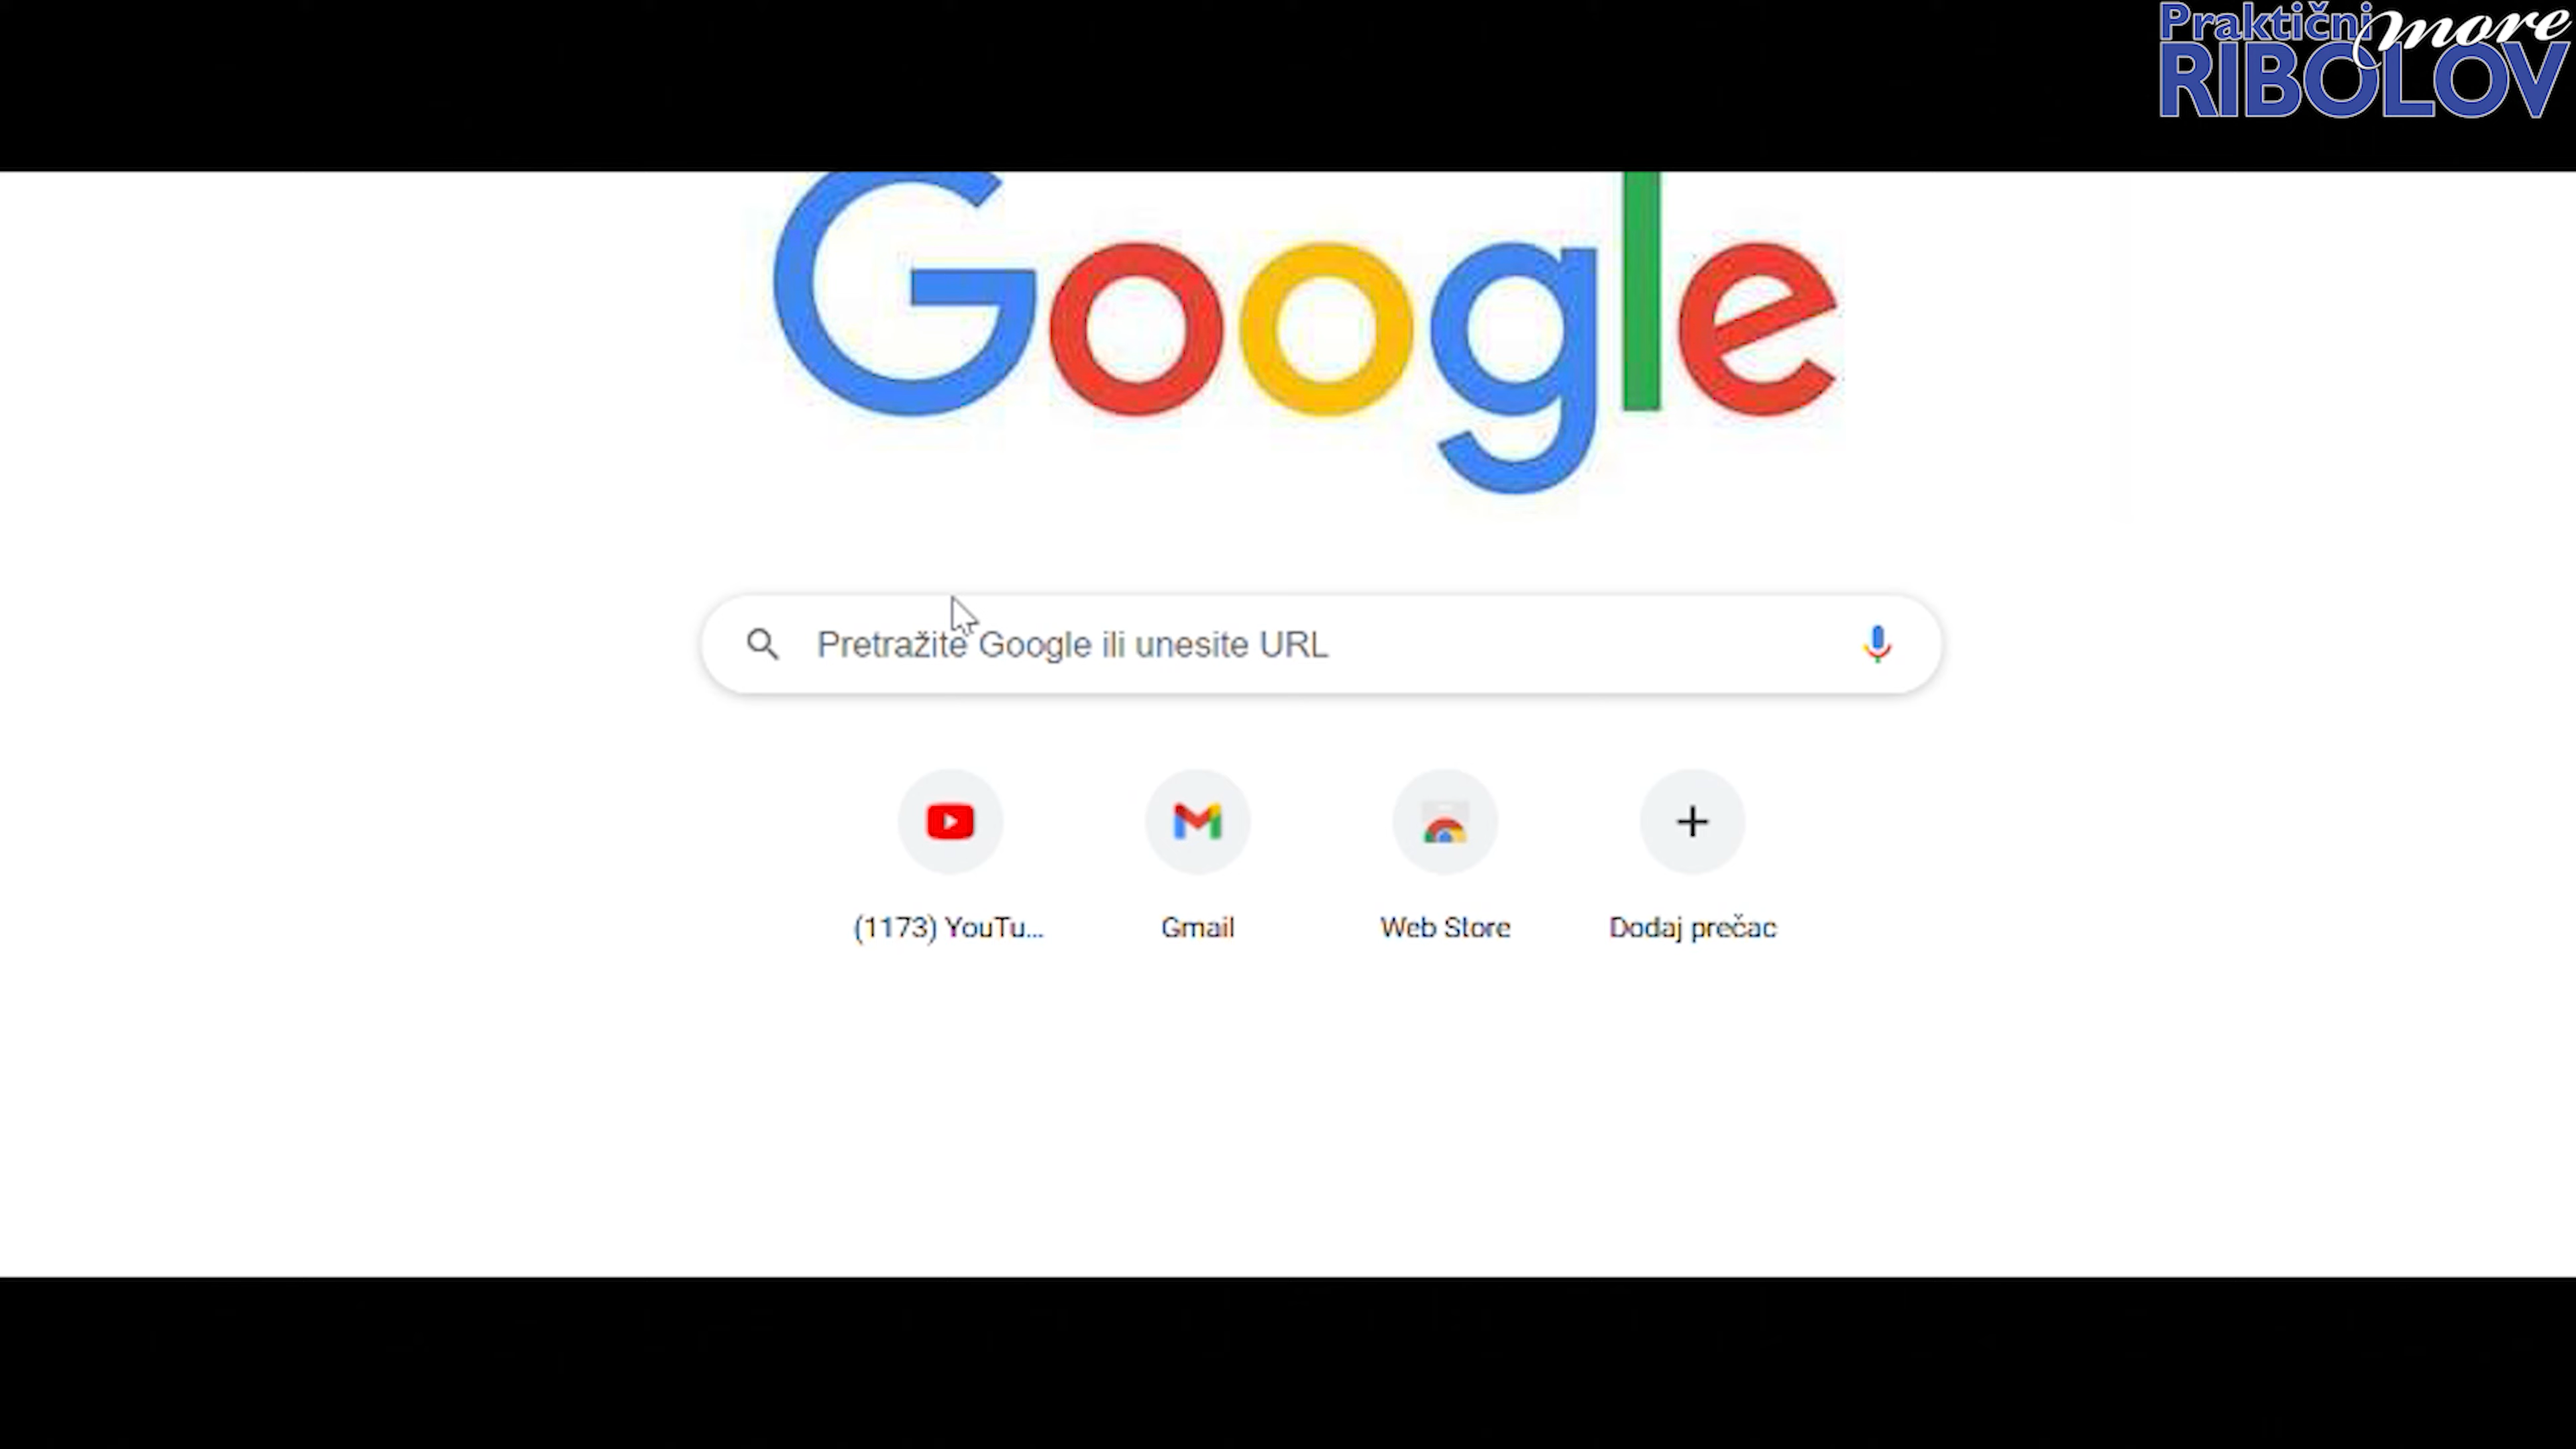 Praktični more
RIBOLOV
Google
Pretražite Google ili unesite URL
(1173) YouTu...
Gmail
Web Store
Dodaj prečac